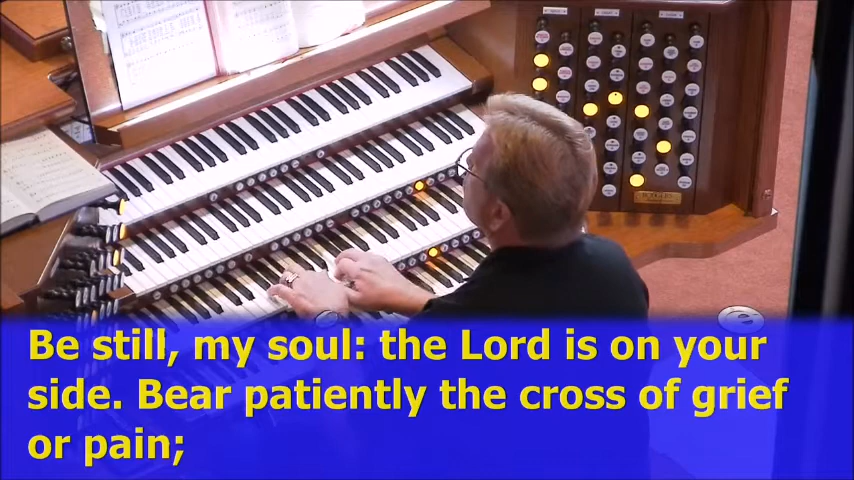 Be still, my soul: the Lord is on your
side. Bear patiently the cross of grief
or pain;